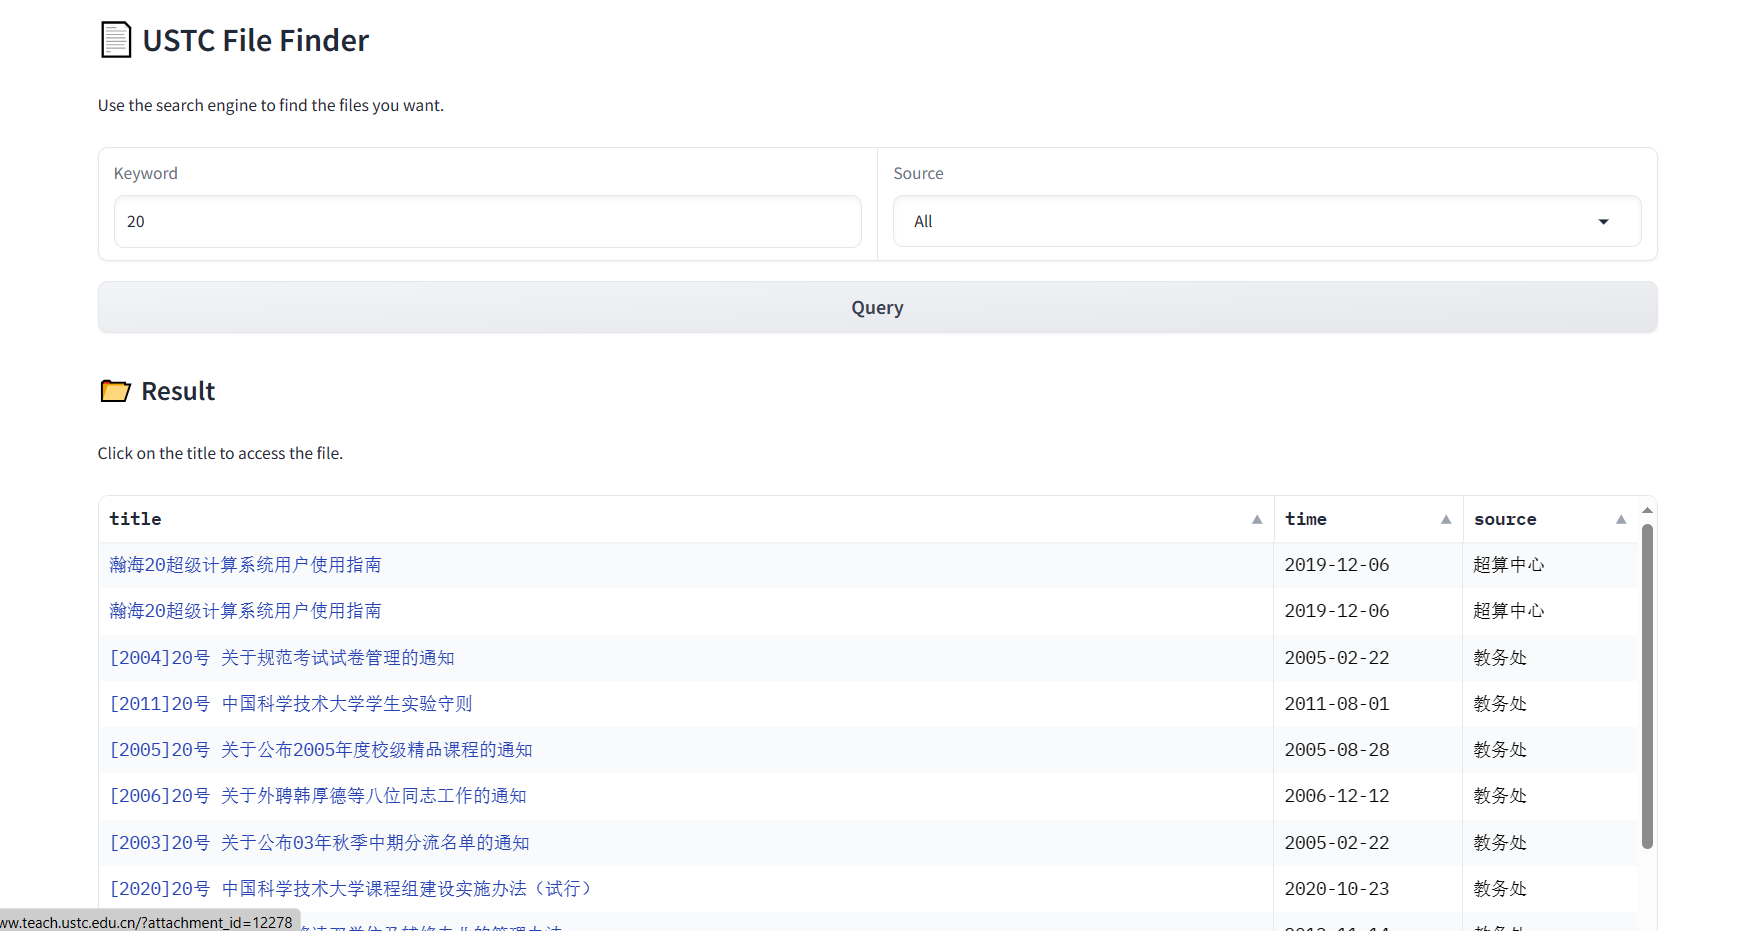 USTC File Finder
Use the search engine to find the files you want.
Keyword Source
20 All
Query
Result
Click on the title to access the file.
title time source
瀚海20超级计算系统用户使用指南 2019-12-06 超算中心
瀚海20超级计算系统用户使用指南 2019-12-06 超算中心
[2004]20号 关于规范考试试卷管理的通知 2005-02-22 教务处
[2011]20号 中国科学技术大学学生实验守则 2011-08-01 教务处
[2005]20号 关于公布2005年度校级精品课程的通知 2005-08-28 教务处
[2006]20号 关于外聘韩厚德等八位同志工作的通知 2006-12-12 教务处
[2003]20号 关于公布03年秋季中期分流名单的通知 2005-02-22 教务处
[2020]20号 中国科学技术大学课程组建设实施办法（试行） 2020-10-23 教务处
ww.teach.ustc.edu.cn/?attachment_id=12278